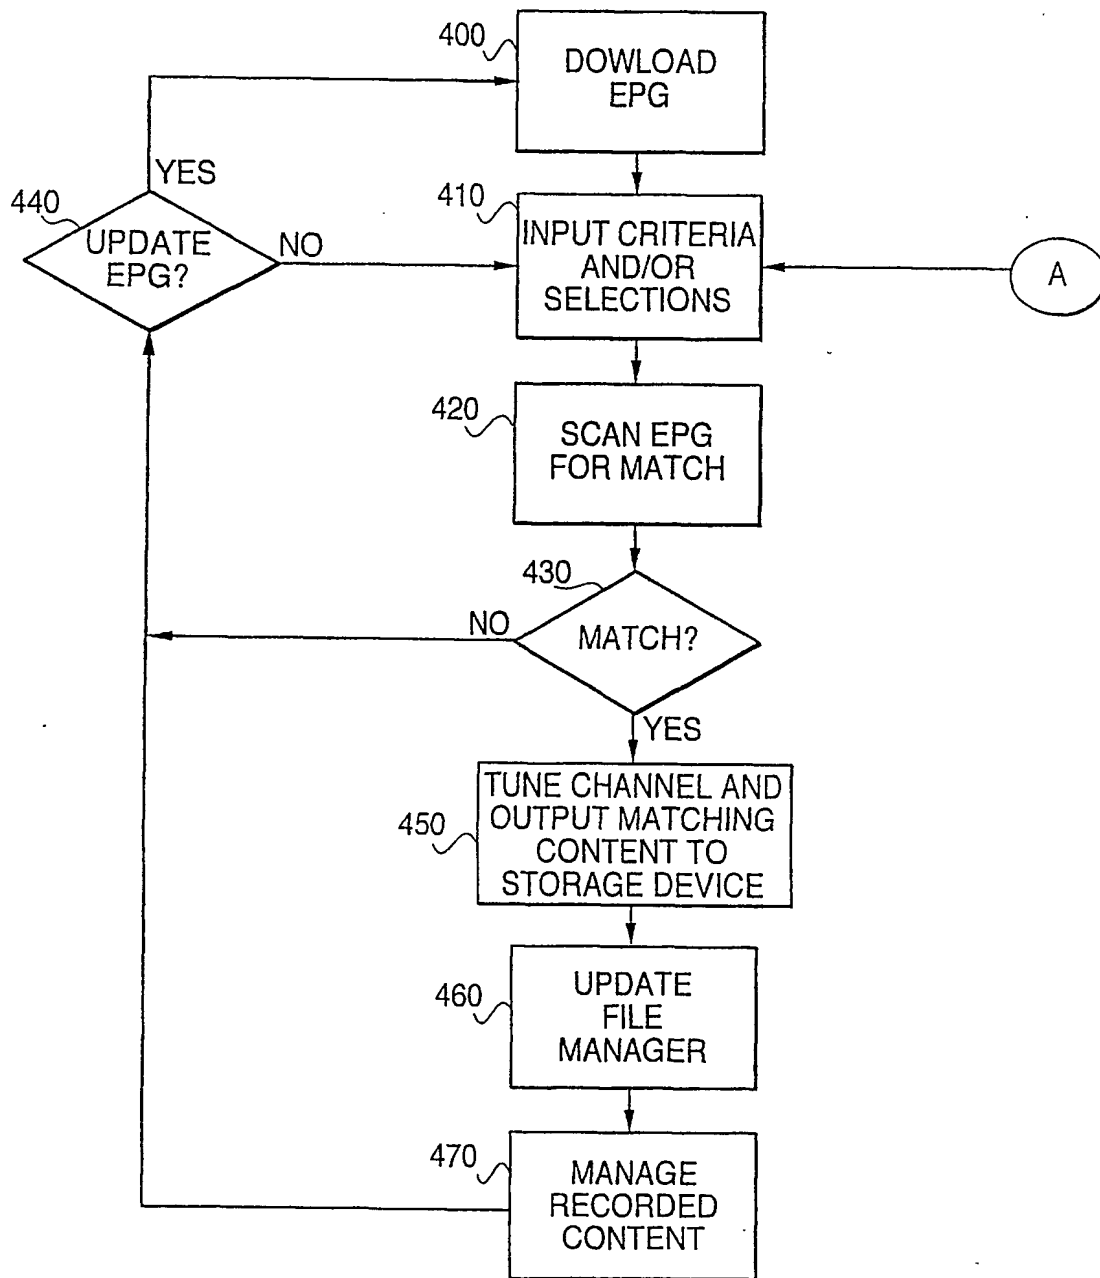 400
DOWLOAD
EPG
YES
440
UPDATE
EPG?
NO
410
INPUT CRITERIA
AND/OR
SELECTIONS
A
420
SCAN EPG
FOR MATCH
430
NO
MATCH?
YES
450
TUNE CHANNEL AND
OUTPUT MATCHING
CONTENT TO
STORAGE DEVICE
460
UPDATE
FILE
MANAGER
470
MANAGE
RECORDED
CONTENT